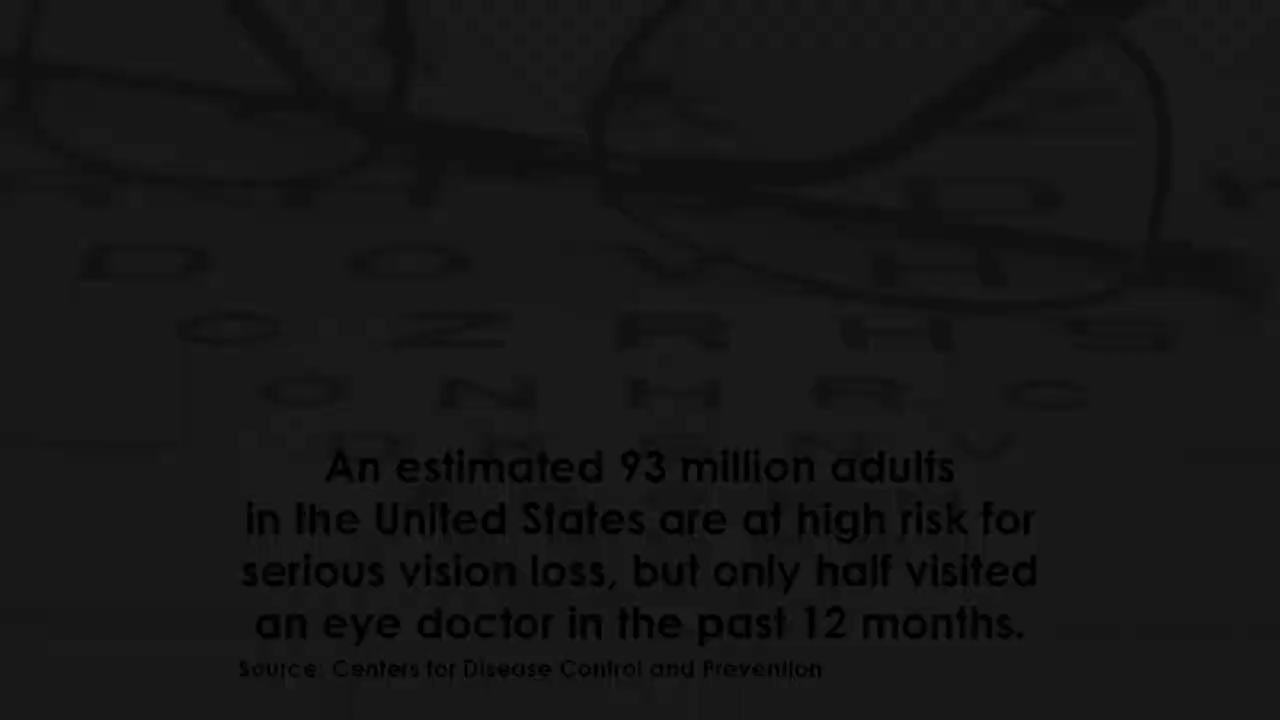 D O V H
O Z R H S
O N H R C
An estimated 93 million adults
in the United States are at high risk for
serious vision loss, but only half visited
an eye doctor in the past 12 months.
Source: Centers for Disease Control and Prevention